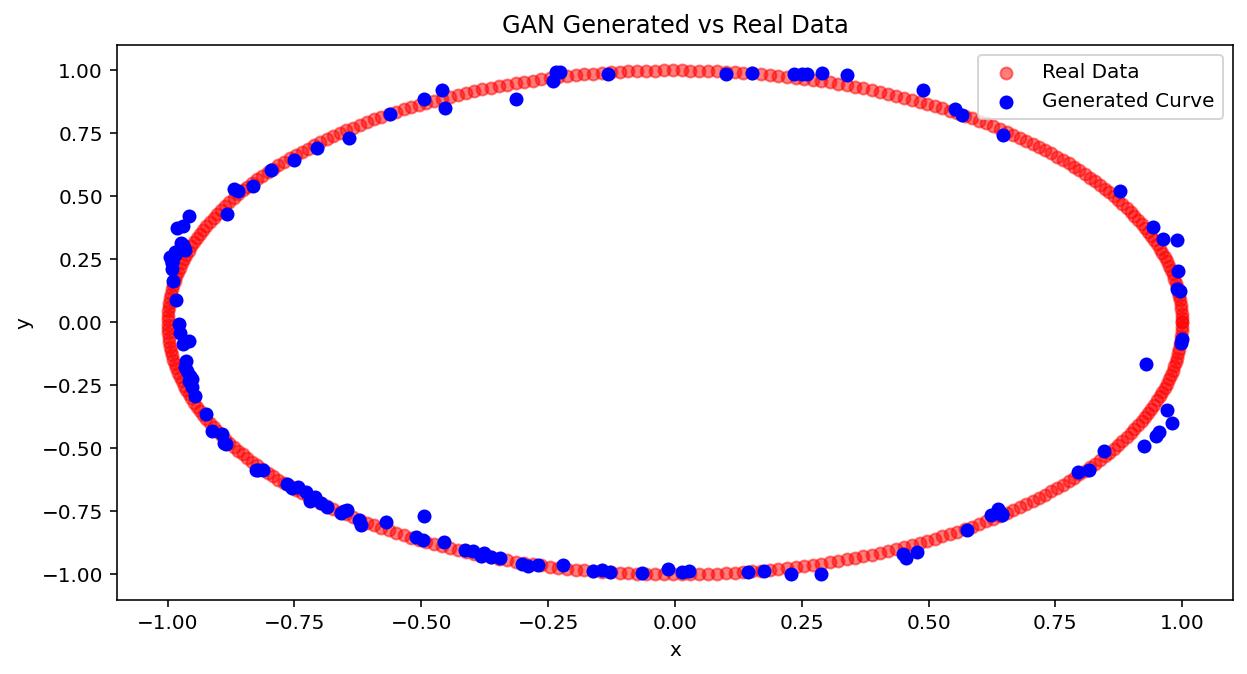 GAN Generated vs Real Data
Real Data
Generated Curve
1.00
0.75
0.50
0.25
0.00
−0.25
−0.50
−0.75
−1.00
y
−1.00 −0.75 −0.50 −0.25 0.00 0.25 0.50 0.75 1.00
x